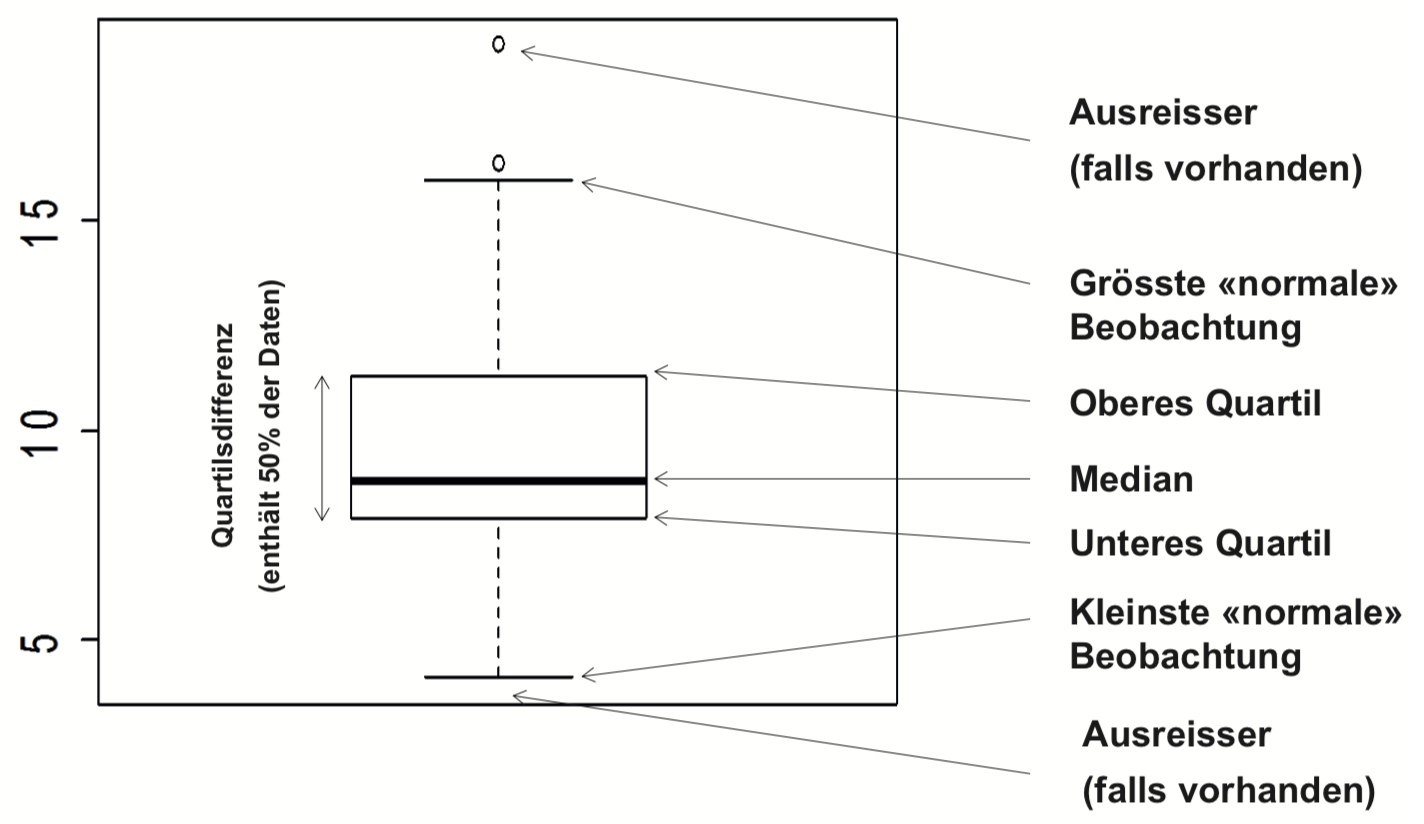 Ausreisser
(falls vorhanden)
15
Grösste «normale»
Beobachtung
Quartilsdifferenz
(enthält 50% der Daten)
Oberes Quartil
10
Median
Unteres Quartil
Kleinste «normale»
Beobachtung
5
Ausreisser
(falls vorhanden)